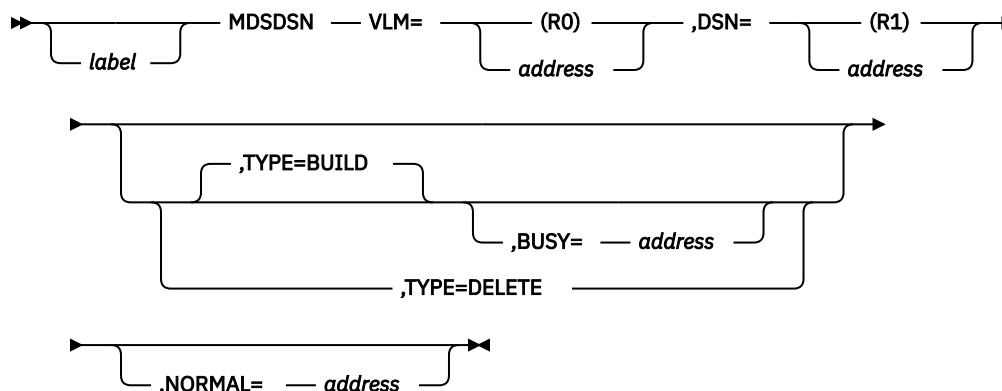 MDSDSN VLM= (R0) ,DSN= (R1)
label address address
,TYPE=BUILD
,BUSY= address
,TYPE=DELETE
,NORMAL= address